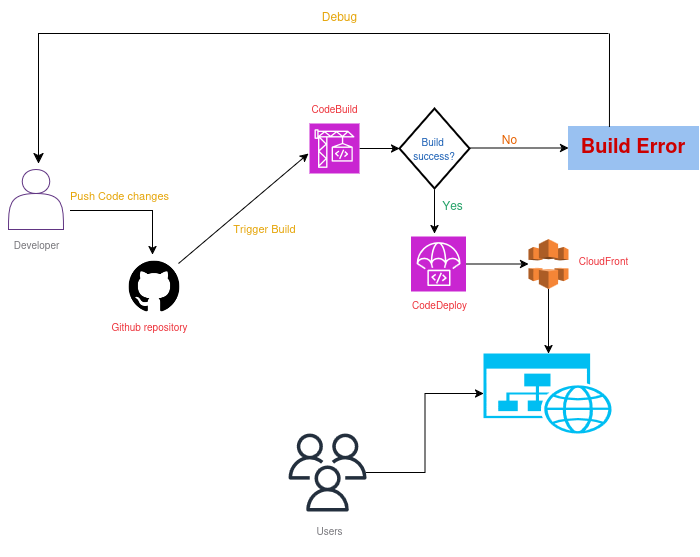 Debug
CodeBuild
Build
success?
No
Build Error
Push Code changes
Yes
Trigger Build
Developer
CloudFront
CodeDeploy
Github repository
Users